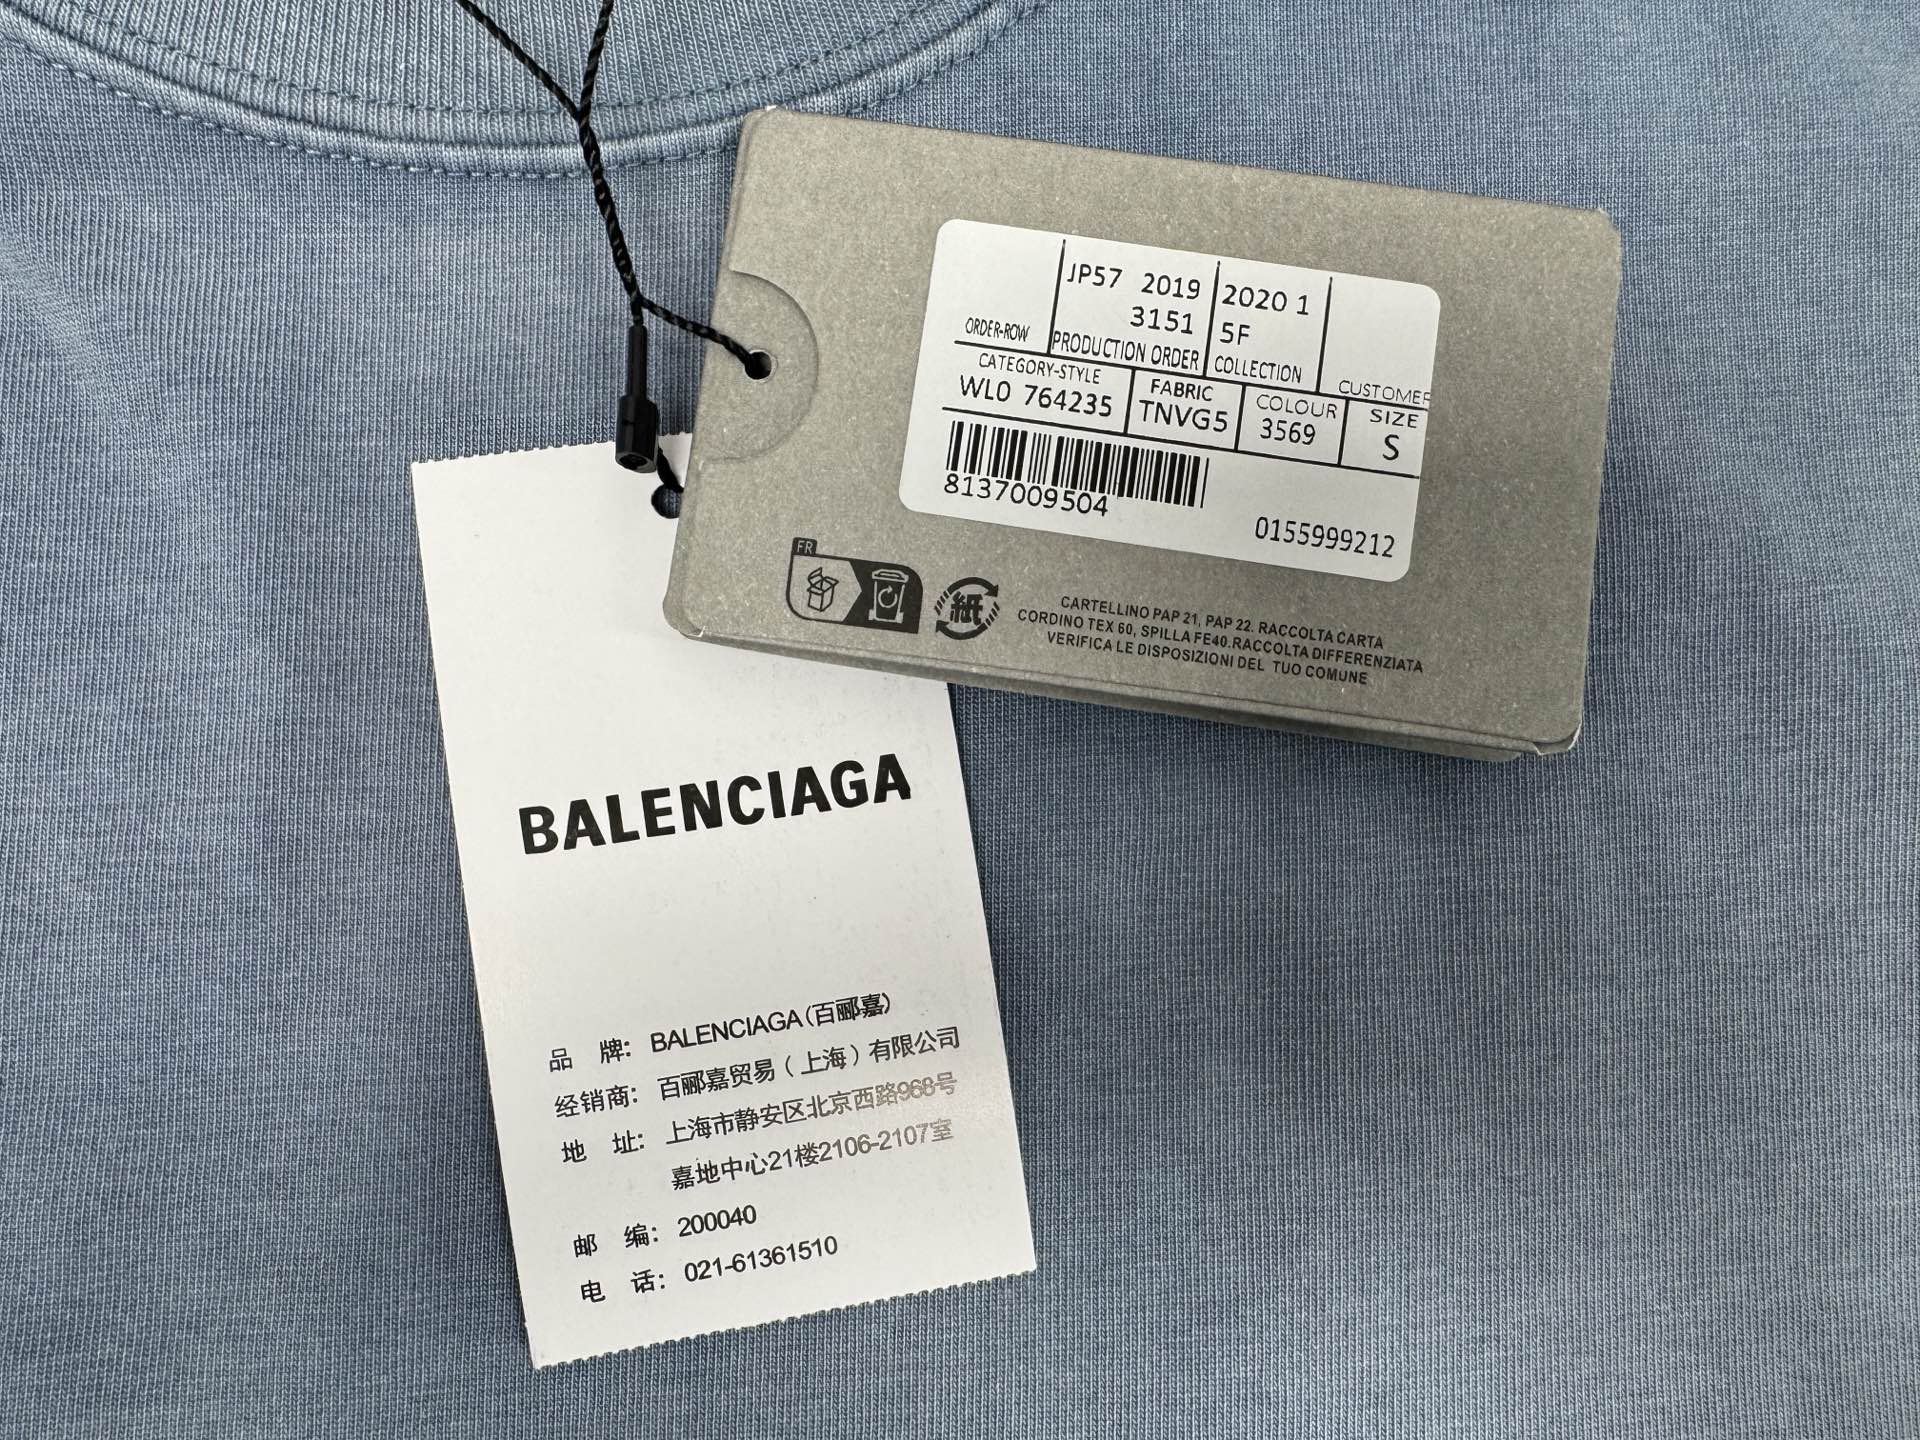 JP57 2019 2020 1
3151 5F
ORDER-ROW PRODUCTION ORDER COLLECTION CUSTOMER
CATEGORY-STYLE FABRIC COLOUR SIZE
WL0 764235 TNVG5 3569 S
8137009504
0155999212
FR
紙
CARTELLINO PAP 21, PAP 22. RACCOLTA CARTA
CORDINO TEX 60, SPILLA FE40.RACCOLTA DIFFERENZIATA
VERIFICA LE DISPOSIZIONI DEL TUO COMUNE
BALENCIAGA
品 牌: BALENCIAGA(百郦嘉)
经销商: 百郦嘉贸易（上海）有限公司
地 址: 上海市静安区北京西路968号
嘉地中心21楼2106-2107室
邮 编: 200040
电 话: 021-61361510